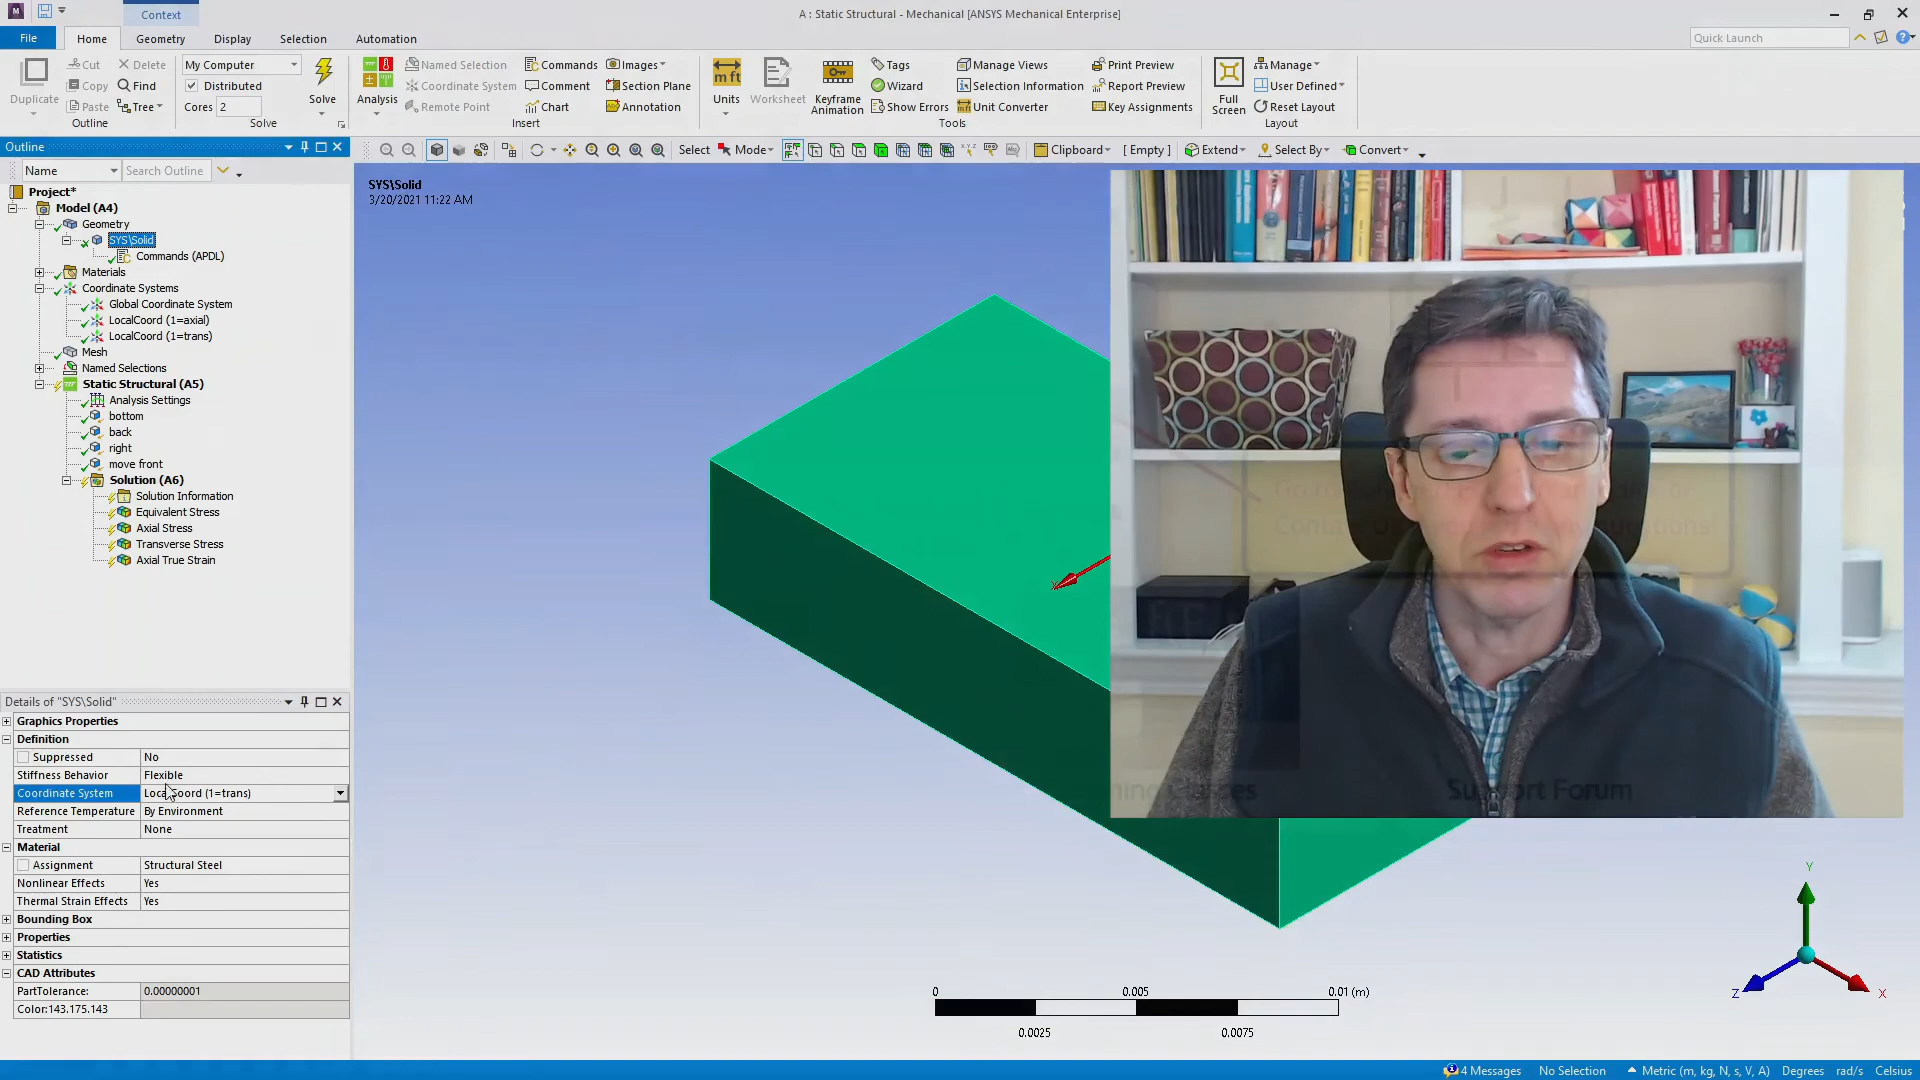 Context
A : Static Structural - Mechanical [ANSYS Mechanical Enterprise]
File
Home
Geometry
Display
Selection
Automation
Quick Launch
Duplicate
Cut
Copy
Paste
Delete
Find
Tree
Outline
My Computer
Distributed
Cores 2
Solve
Solve
Analysis
Named Selection
Coordinate System
Remote Point
Commands
Comment
Chart
Images
Section Plane
Annotation
Insert
Units
Worksheet
Keyframe
Animation
Tags
Wizard
Show Errors
Manage Views
Selection Information
Unit Converter
Print Preview
Report Preview
Key Assignments
Tools
Full
Screen
Manage
User Defined
Reset Layout
Layout
Outline
Name
Search Outline
Select
Mode
Clipboard
[ Empty ]
Extend
Select By
Convert
Project*
Model (A4)
Geometry
SYS\Solid
Commands (APDL)
Materials
Coordinate Systems
Global Coordinate System
LocalCoord (1=axial)
LocalCoord (1=trans)
Mesh
Named Selections
Static Structural (A5)
Analysis Settings
bottom
back
right
move front
Solution (A6)
Solution Information
Equivalent Stress
Axial Stress
Transverse Stress
Axial True Strain
SYS\Solid
3/20/2021 11:22 AM
Details of "SYS\Solid"
Graphics Properties
Definition
Suppressed No
Stiffness Behavior Flexible
Coordinate System LocalCoord (1=trans)
Reference Temperature By Environment
Treatment None
Material
Assignment Structural Steel
Nonlinear Effects Yes
Thermal Strain Effects Yes
Bounding Box
Properties
Statistics
CAD Attributes
PartTolerance: 0.00000001
Color:143.175.143
Support Forum
0 0.005 0.01 (m)
0.0025 0.0075
Y
Z
X
4 Messages No Selection Metric (m, kg, N, s, V, A) Degrees rad/s Celsius